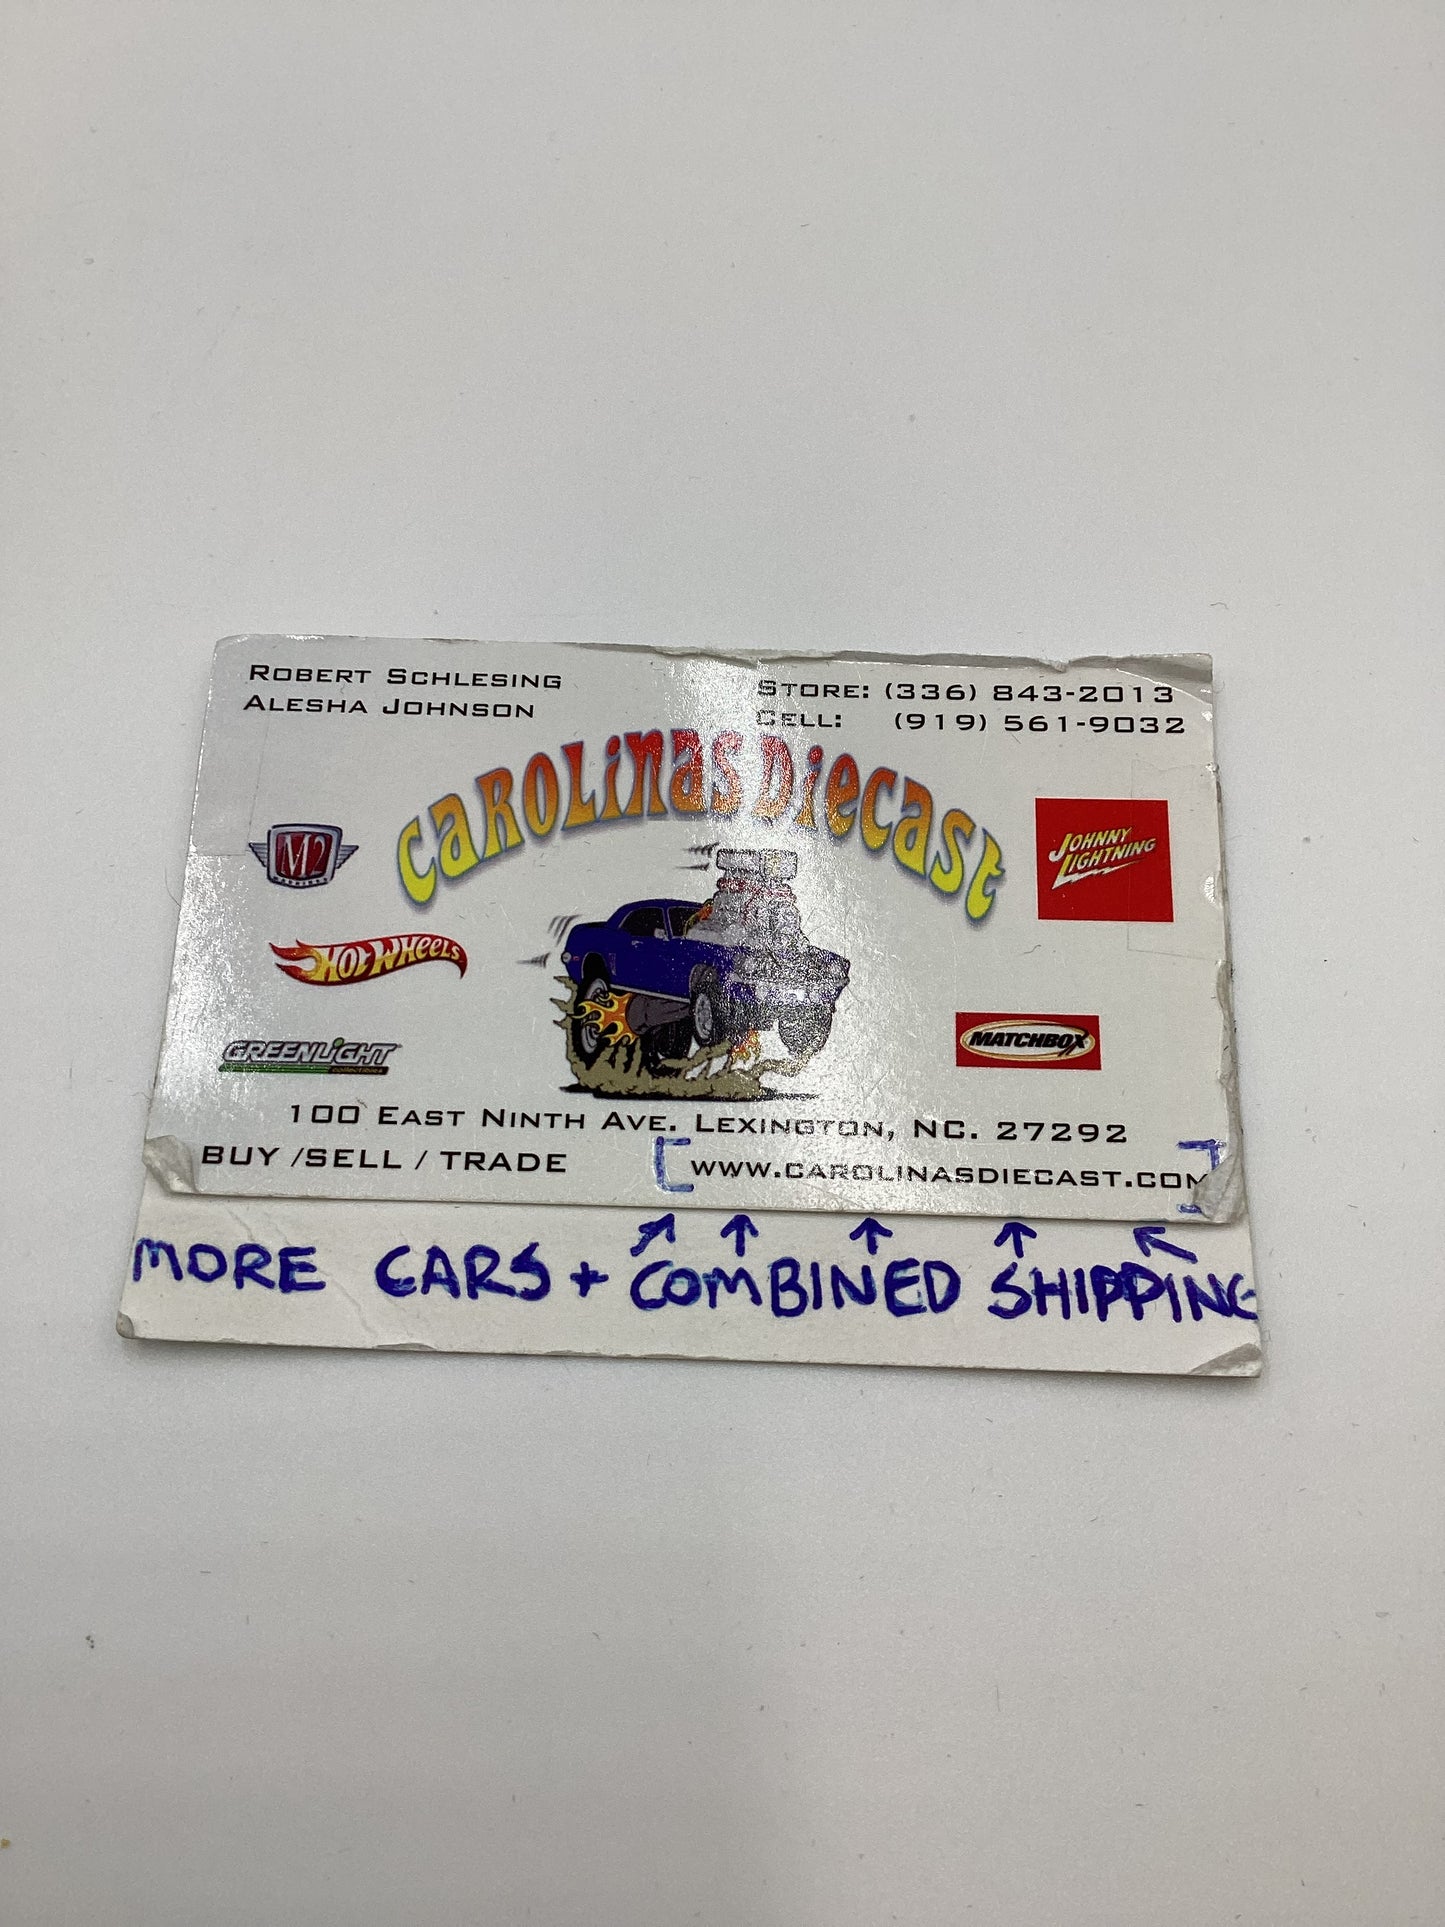 Robert Schlesing
Alesha Johnson
Store: (336) 843-2013
Cell: (919) 561-9032
CAROLiNas DiecasT
M2
MACHINES
JOHNNY LIGHTNING
HOT WHEELS
GREENLIGHT
collectibles
MATCHBOX
100 East Ninth Ave. Lexington, NC. 27292
BUY /SELL / TRADE
www.carolinasdiecast.com
MORE CARS + COMBINED SHIPPING